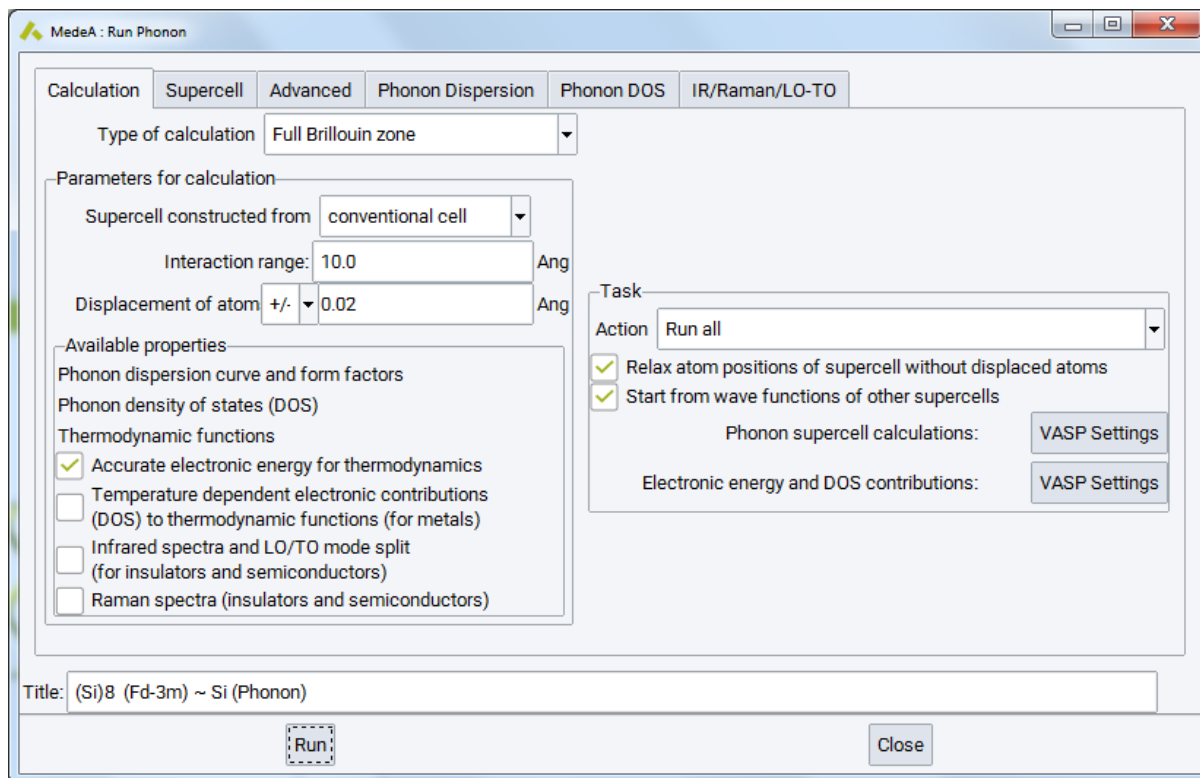 MedeA : Run Phonon
X
Calculation Supercell Advanced Phonon Dispersion Phonon DOS IR/Raman/LO-TO
Type of calculation Full Brillouin zone
Parameters for calculation
Supercell constructed from conventional cell
Interaction range: 10.0 Ang
Displacement of atom +/- 0.02 Ang
Available properties
Phonon dispersion curve and form factors
Phonon density of states (DOS)
Thermodynamic functions
Accurate electronic energy for thermodynamics
Temperature dependent electronic contributions
(DOS) to thermodynamic functions (for metals)
Infrared spectra and LO/TO mode split
(for insulators and semiconductors)
Raman spectra (insulators and semiconductors)
Task
Action Run all
Relax atom positions of supercell without displaced atoms
Start from wave functions of other supercells
Phonon supercell calculations: VASP Settings
Electronic energy and DOS contributions: VASP Settings
Title: (Si)8 (Fd-3m) ~ Si (Phonon)
Run Close